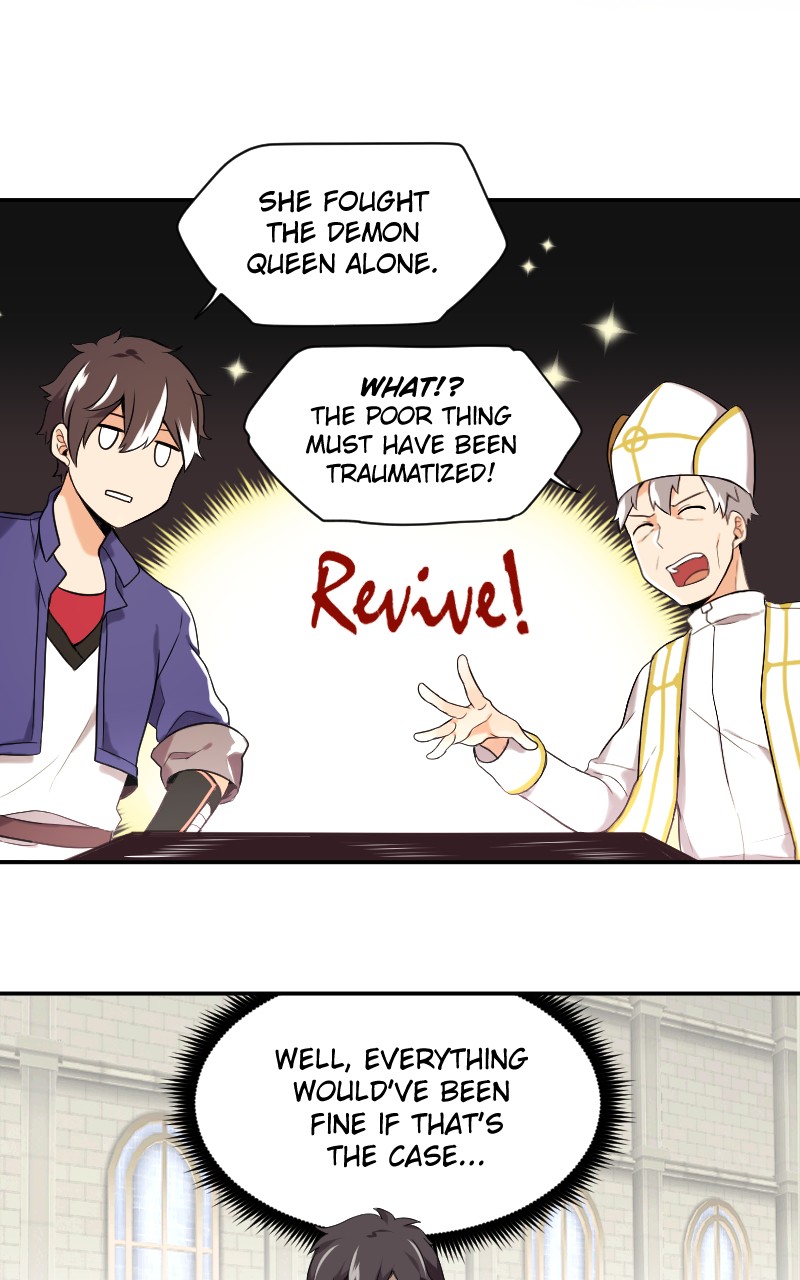 SHE FOUGHT
THE DEMON
QUEEN ALONE.
WHAT!?
THE POOR THING
MUST HAVE BEEN
TRAUMATIZED!
Revive!
WELL, EVERYTHING
WOULD'VE BEEN
FINE IF THAT'S
THE CASE...